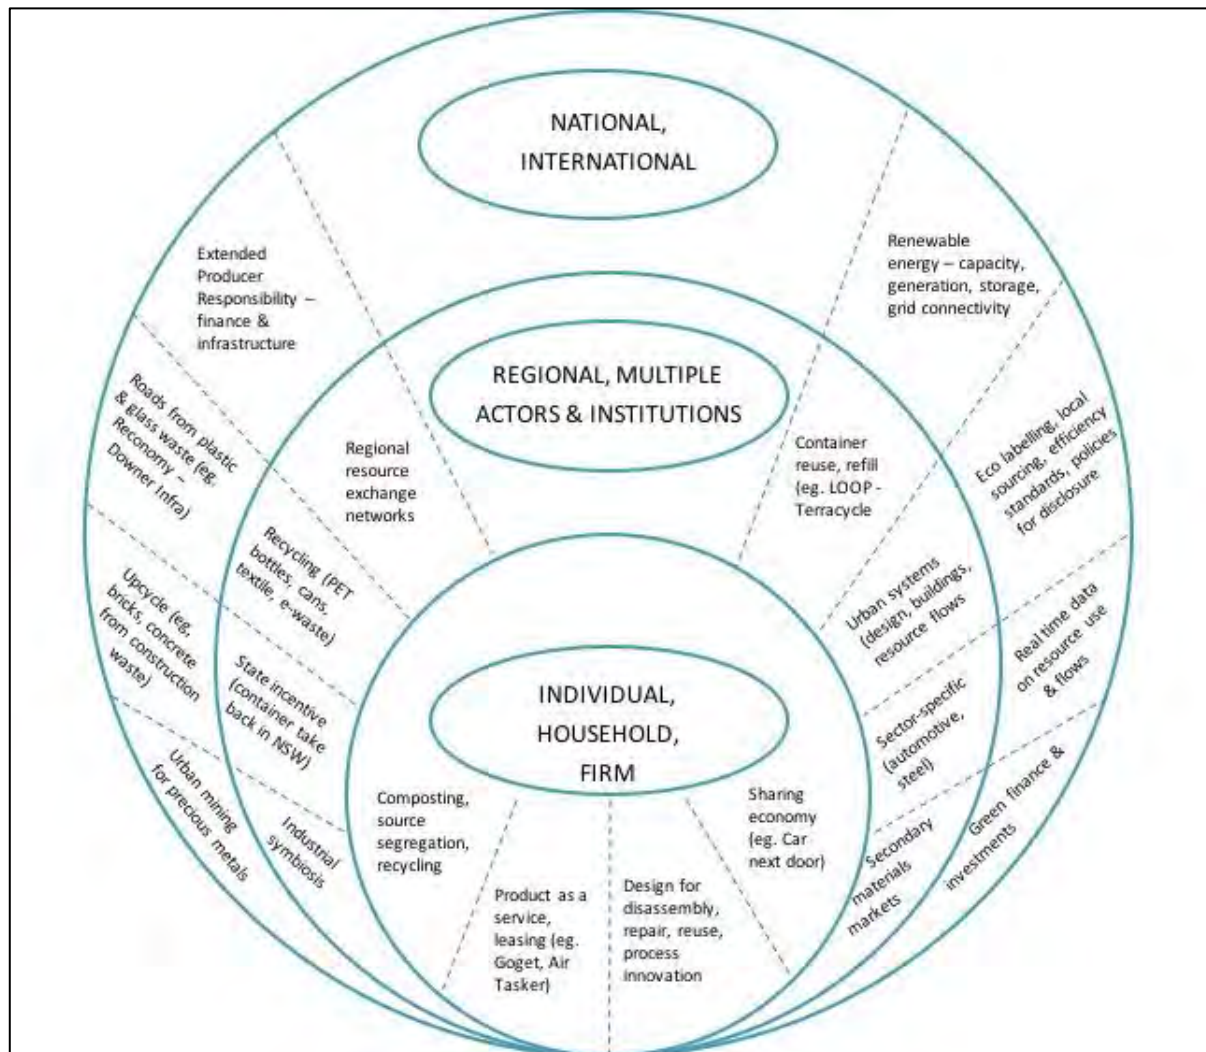 NATIONAL,
INTERNATIONAL
Extended
Producer
Responsibility –
finance &
infrastructure
Renewable
energy – capacity,
generation, storage,
grid connectivity
Roads from plastic
& glass waste (eg.
Reconomy –
Downer Infra)
Eco labelling, local
sourcing, efficiency
standards, policies
for disclosure
Upcycle (eg,
bricks, concrete
from construction
waste)
Real time data
on resource use
& flows
Urban mining
for precious metals
Green finance &
investments
REGIONAL, MULTIPLE
ACTORS & INSTITUTIONS
Regional
resource
exchange
networks
Container
reuse, refill
(eg. LOOP -
Terracycle
Recycling (PET
bottles, cans,
textile, e-waste)
Urban systems
(design, buildings,
resource flows
State incentive
(container take
back in NSW)
Sector-specific
(automotive,
steel)
Industrial
symbiosis
Secondary
materials
markets
INDIVIDUAL,
HOUSEHOLD,
FIRM
Composting,
source
segregation,
recycling
Product as a
service,
leasing (eg.
Goget, Air
Tasker)
Design for
disassembly,
repair, reuse,
process
innovation
Sharing
economy
(eg. Car
next door)